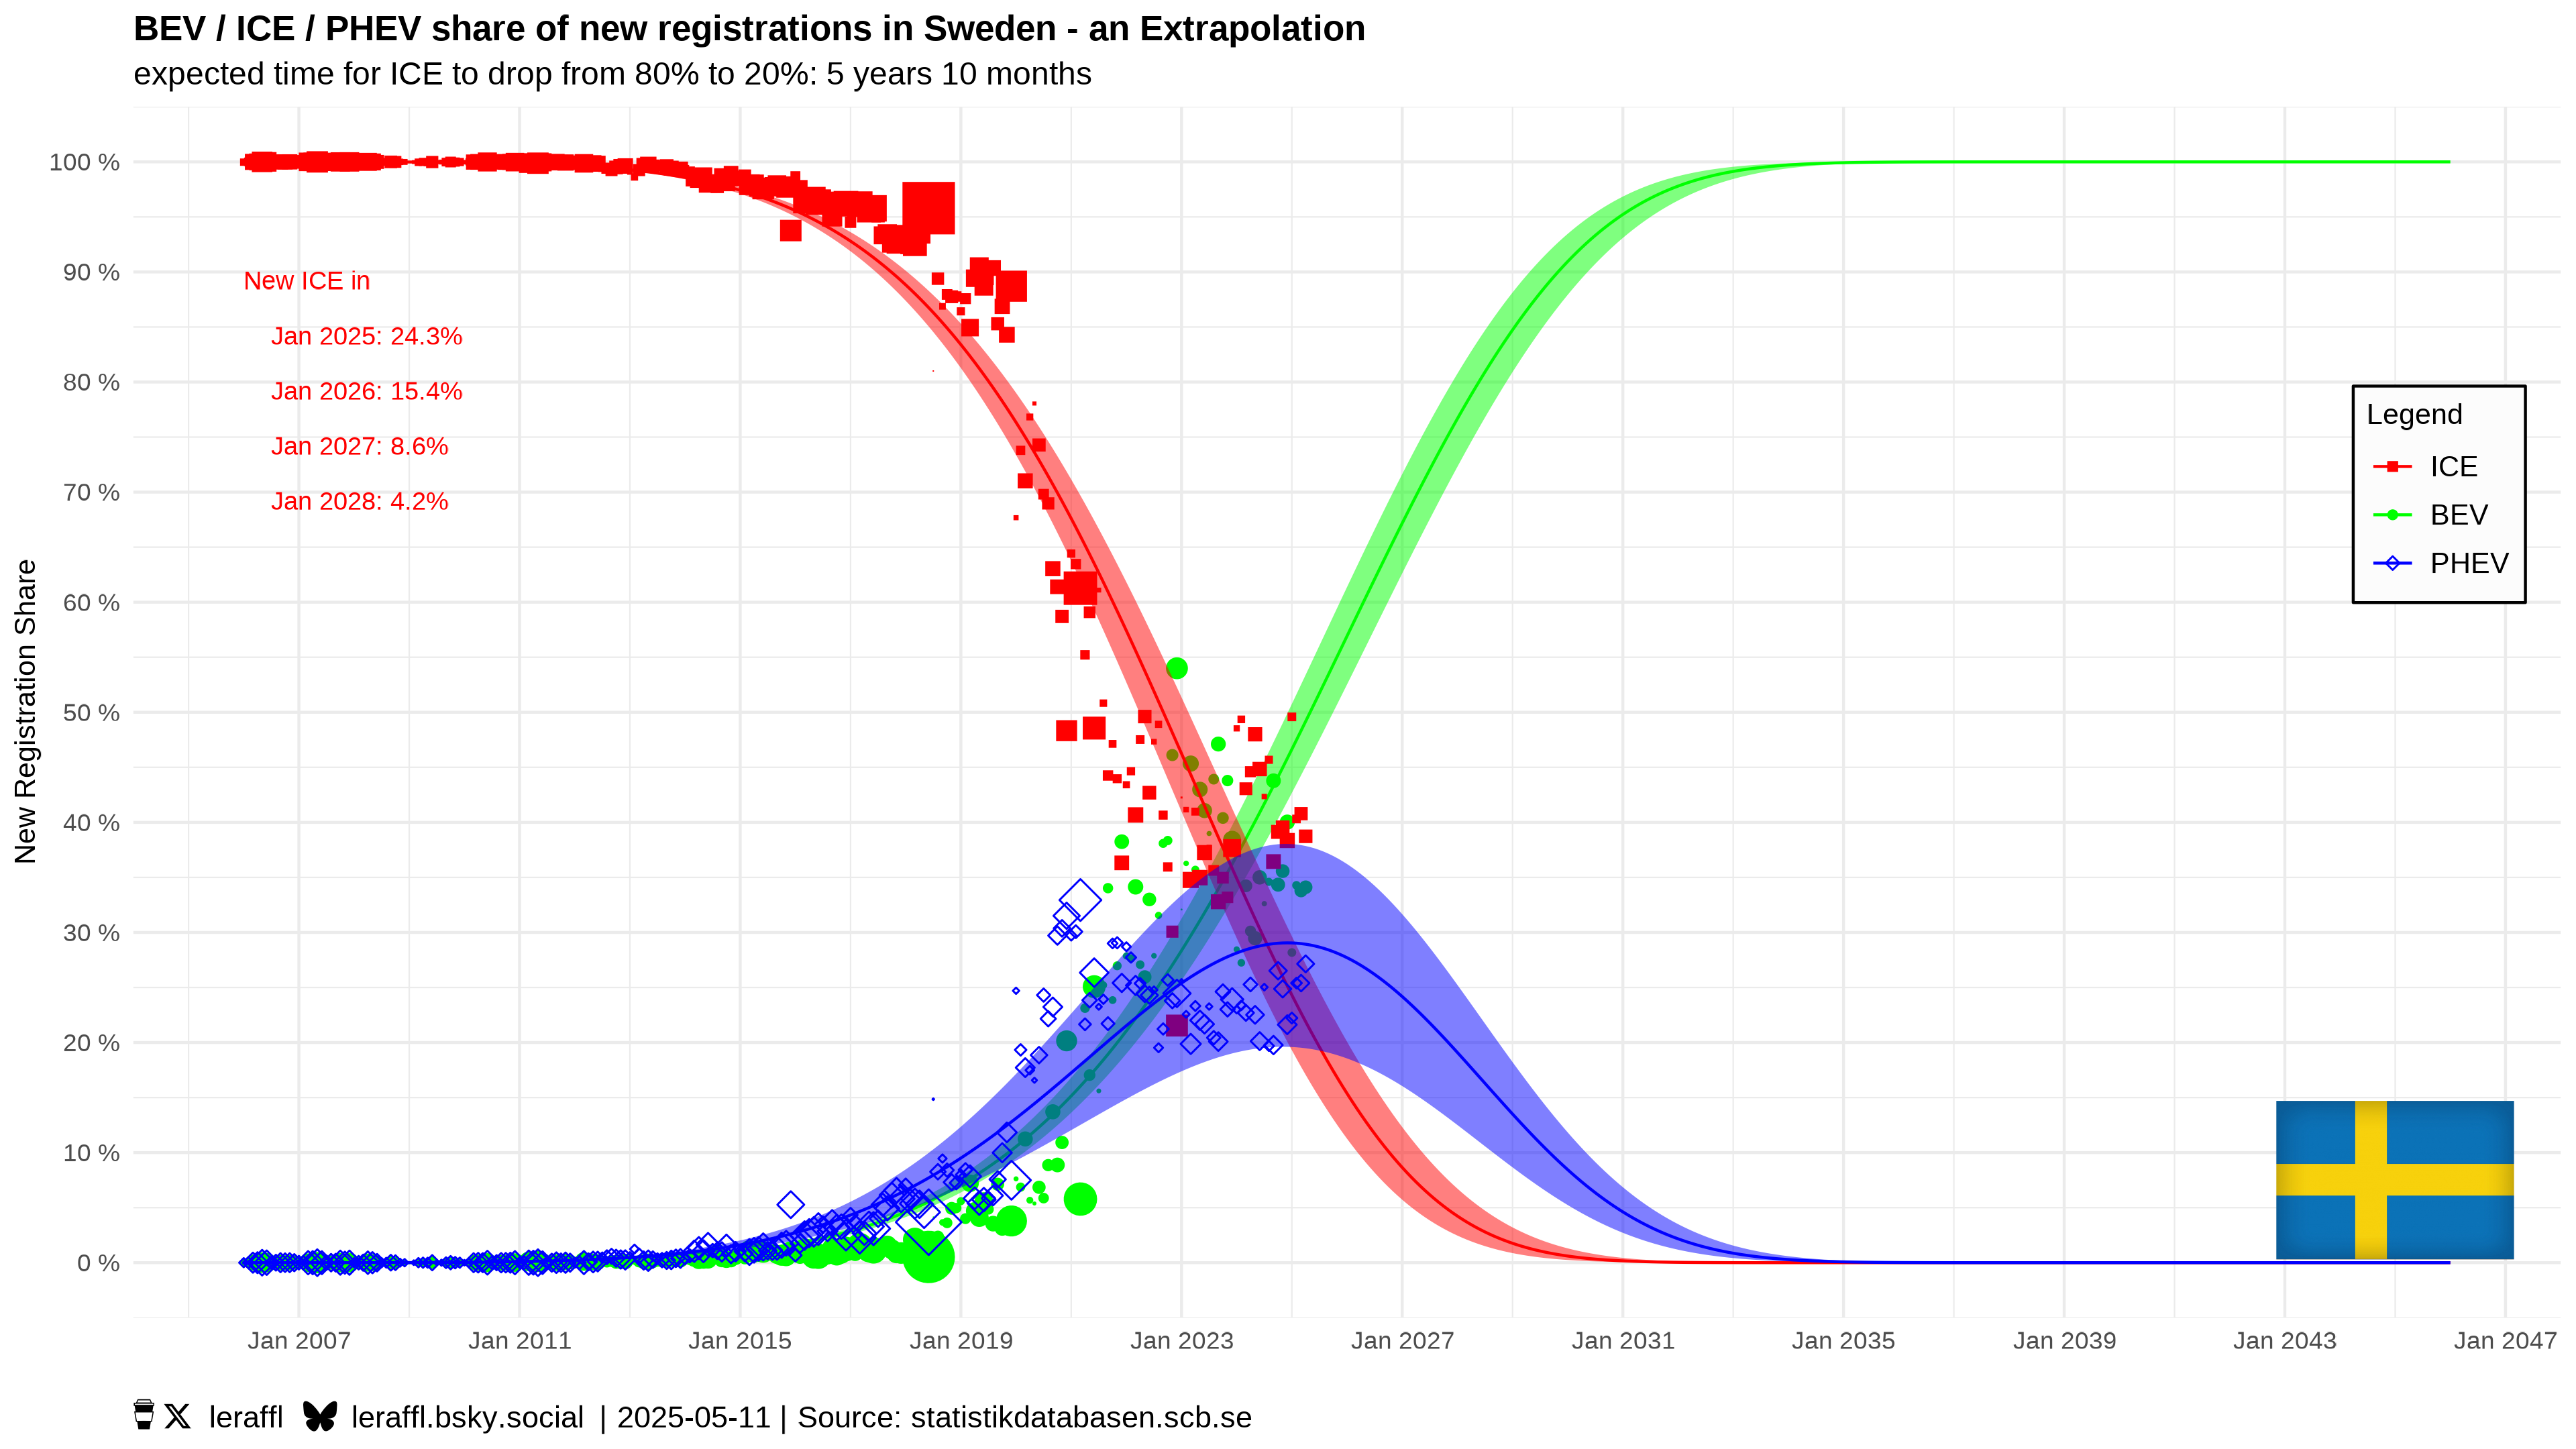 BEV / ICE / PHEV share of new registrations in Sweden - an Extrapolation
expected time for ICE to drop from 80% to 20%: 5 years 10 months
New Registration Share
100 %
90 %
80 %
70 %
60 %
50 %
40 %
30 %
20 %
10 %
0 %
New ICE in
Jan 2025: 24.3%
Jan 2026: 15.4%
Jan 2027: 8.6%
Jan 2028: 4.2%
Legend
ICE
BEV
PHEV
Jan 2007 Jan 2011 Jan 2015 Jan 2019 Jan 2023 Jan 2027 Jan 2031 Jan 2035 Jan 2039 Jan 2043 Jan 2047
leraffl leraffl.bsky.social | 2025-05-11 | Source: statistikdatabasen.scb.se